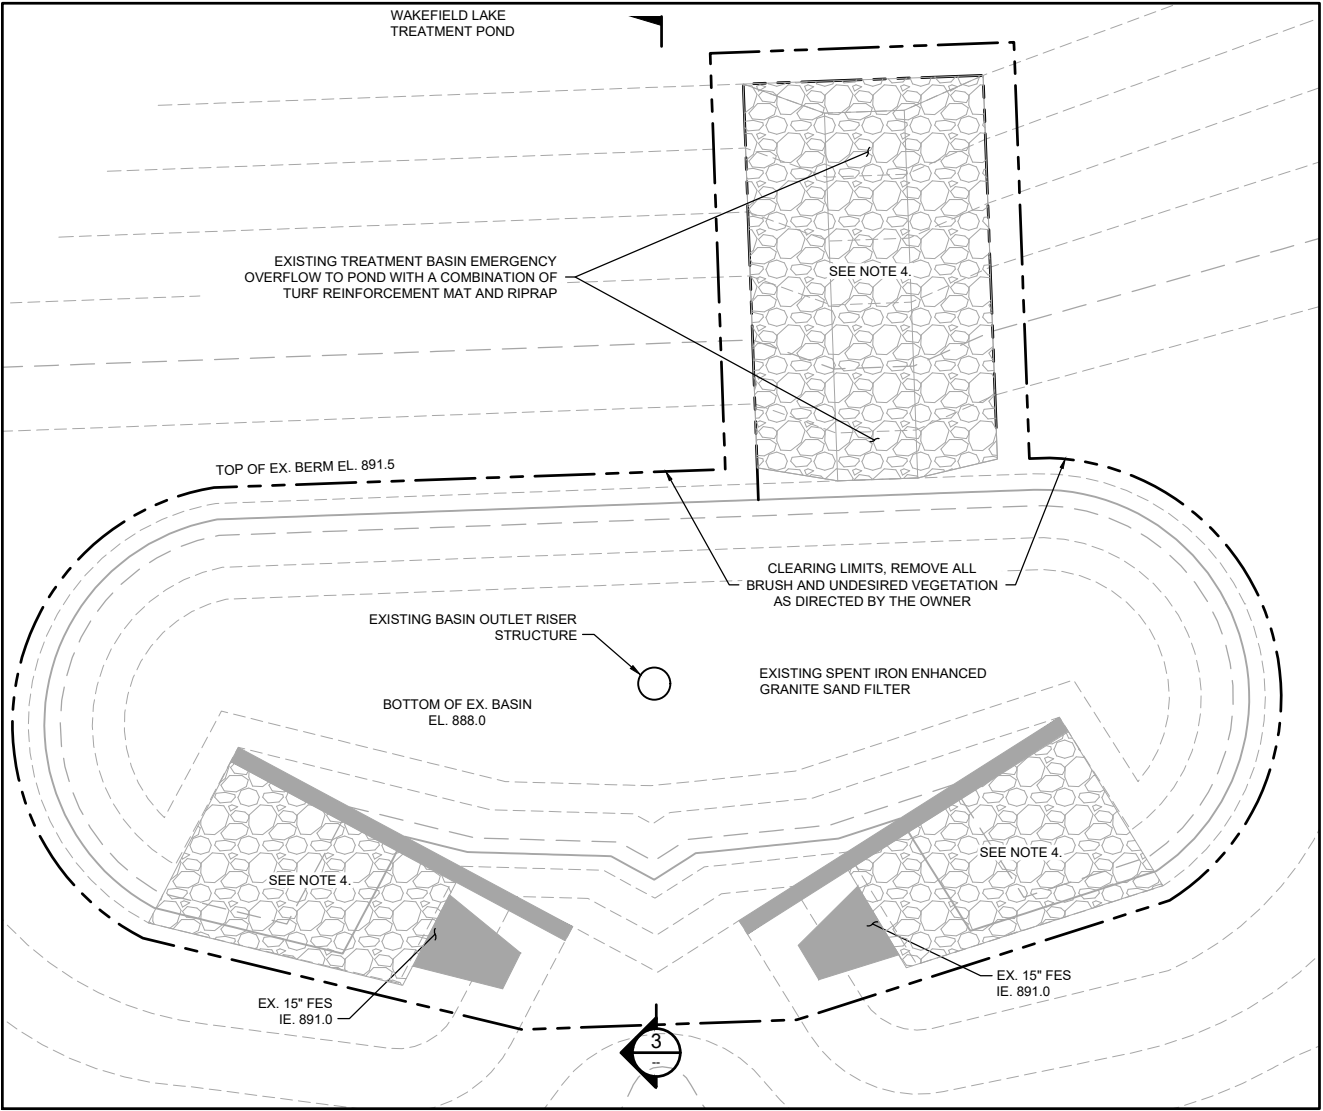 WAKEFIELD LAKE
TREATMENT POND
EXISTING TREATMENT BASIN EMERGENCY
OVERFLOW TO POND WITH A COMBINATION OF
TURF REINFORCEMENT MAT AND RIPRAP
SEE NOTE 4.
TOP OF EX. BERM EL. 891.5
CLEARING LIMITS, REMOVE ALL
BRUSH AND UNDESIRED VEGETATION
AS DIRECTED BY THE OWNER
EXISTING BASIN OUTLET RISER
STRUCTURE
EXISTING SPENT IRON ENHANCED
GRANITE SAND FILTER
BOTTOM OF EX. BASIN
EL. 888.0
SEE NOTE 4.
SEE NOTE 4.
EX. 15" FES
IE. 891.0
EX. 15" FES
IE. 891.0
3
--